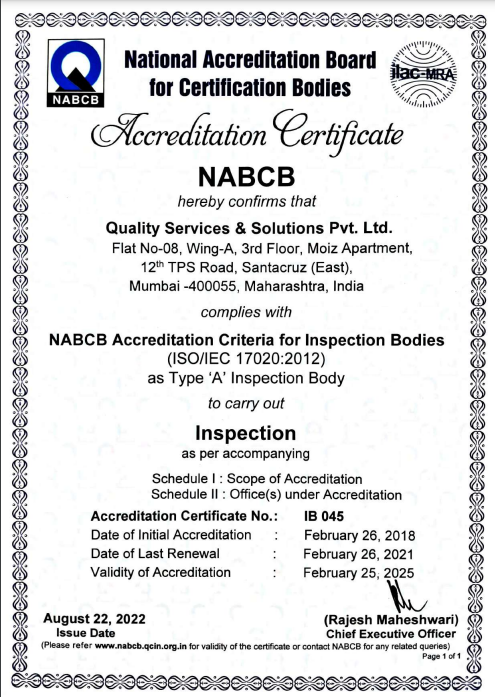 National Accreditation Board
for Certification Bodies
NABCB
ilac-MRA
Accreditation Certificate
NABCB
hereby confirms that
Quality Services & Solutions Pvt. Ltd.
Flat No-08, Wing-A, 3rd Floor, Moiz Apartment,
12th TPS Road, Santacruz (East),
Mumbai -400055, Maharashtra, India
complies with
NABCB Accreditation Criteria for Inspection Bodies
(ISO/IEC 17020:2012)
as Type 'A' Inspection Body
to carry out
Inspection
as per accompanying
Schedule I : Scope of Accreditation
Schedule II : Office(s) under Accreditation
Accreditation Certificate No.: IB 045
Date of Initial Accreditation : February 26, 2018
Date of Last Renewal : February 26, 2021
Validity of Accreditation : February 25, 2025
August 22, 2022 (Rajesh Maheshwari)
Issue Date Chief Executive Officer
(Please refer www.nabcb.qcin.org.in for validity of the certificate or contact NABCB for any related queries)
Page 1 of 1